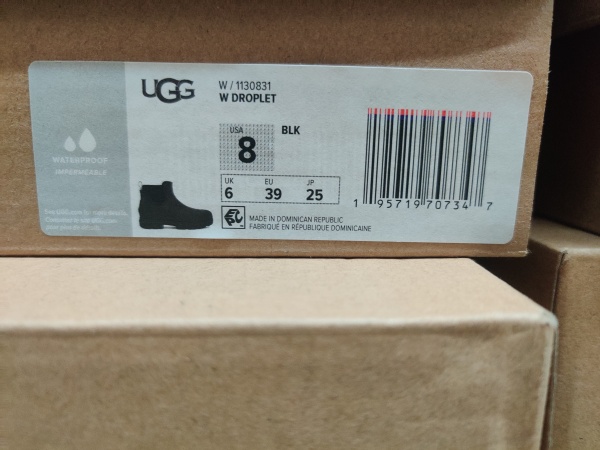 UGG
W / 1130831
W DROPLET
USA
8
BLK
UK EU JP
6 39 25
WATERPROOF
IMPERMÉABLE
MADE IN DOMINICAN REPUBLIC
FABRIQUÉ EN RÉPUBLIQUE DOMINICAINE
1 95719 70734 7